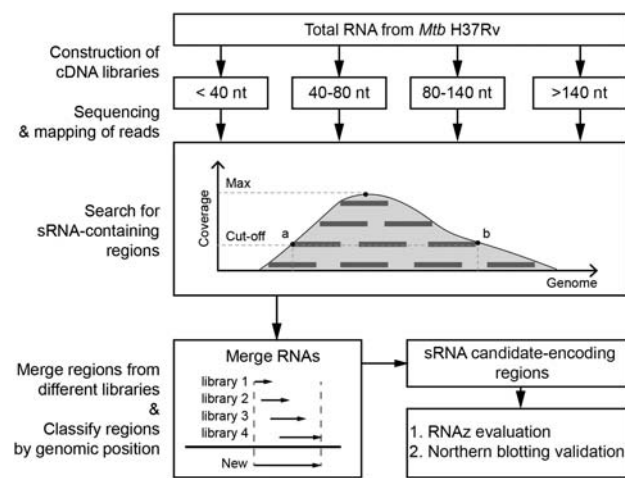 Total RNA from Mtb H37Rv
Construction of
cDNA libraries
< 40 nt
40-80 nt
80-140 nt
>140 nt
Sequencing
& mapping of reads
Search for
sRNA-containing
regions
Coverage
Max
Cut-off
a
b
Genome
Merge regions from
different libraries
&
Classify regions
by genomic position
Merge RNAs
library 1
library 2
library 3
library 4
New
sRNA candidate-encoding
regions
1. RNAz evaluation
2. Northern blotting validation